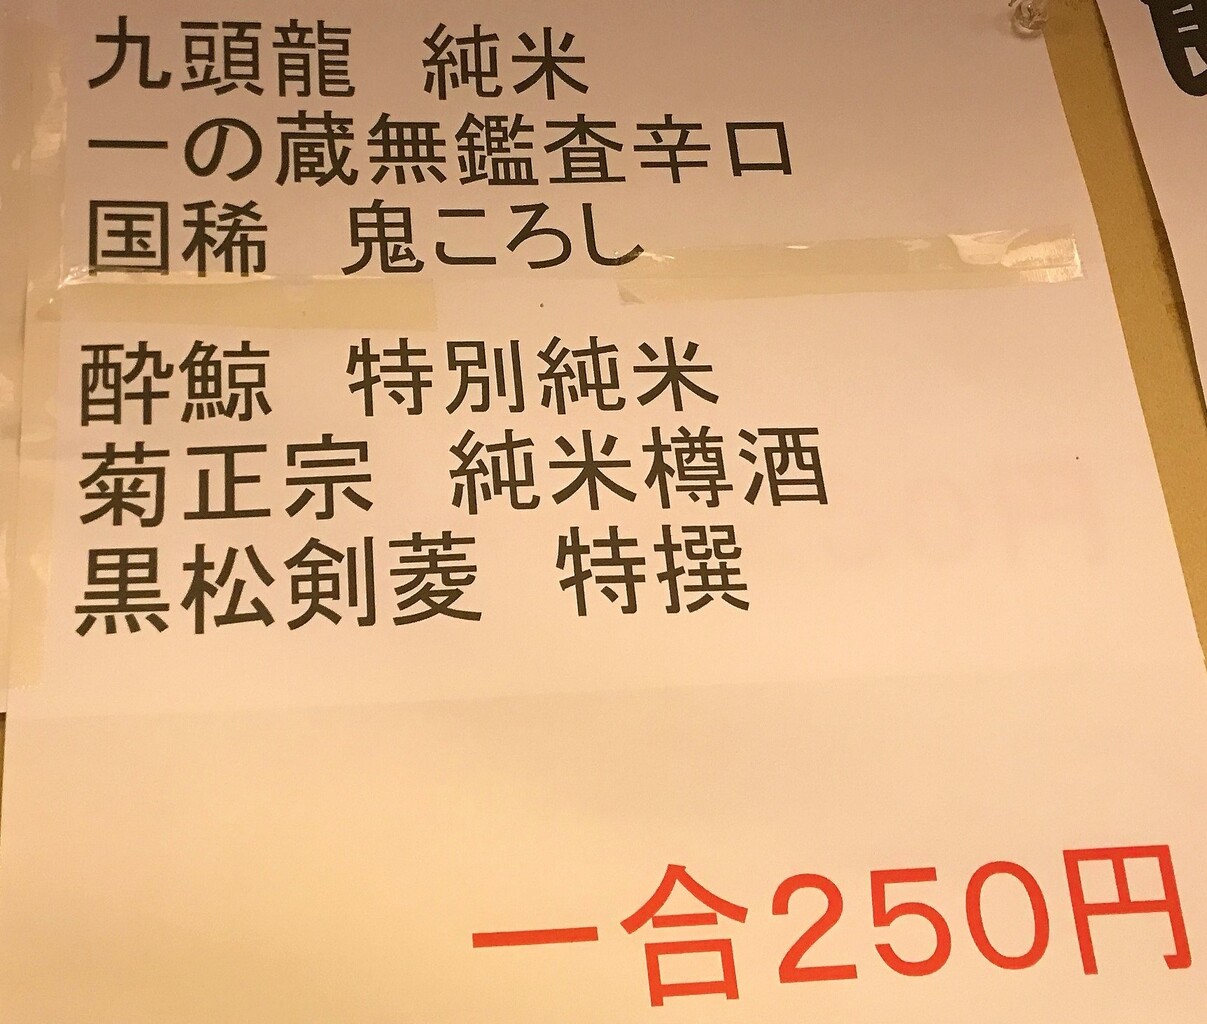 九頭龍　純米
一の蔵無鑑査辛口
国稀　鬼ころし
酔鯨　特別純米
菊正宗　純米樽酒
黒松剣菱　特撰
一合250円